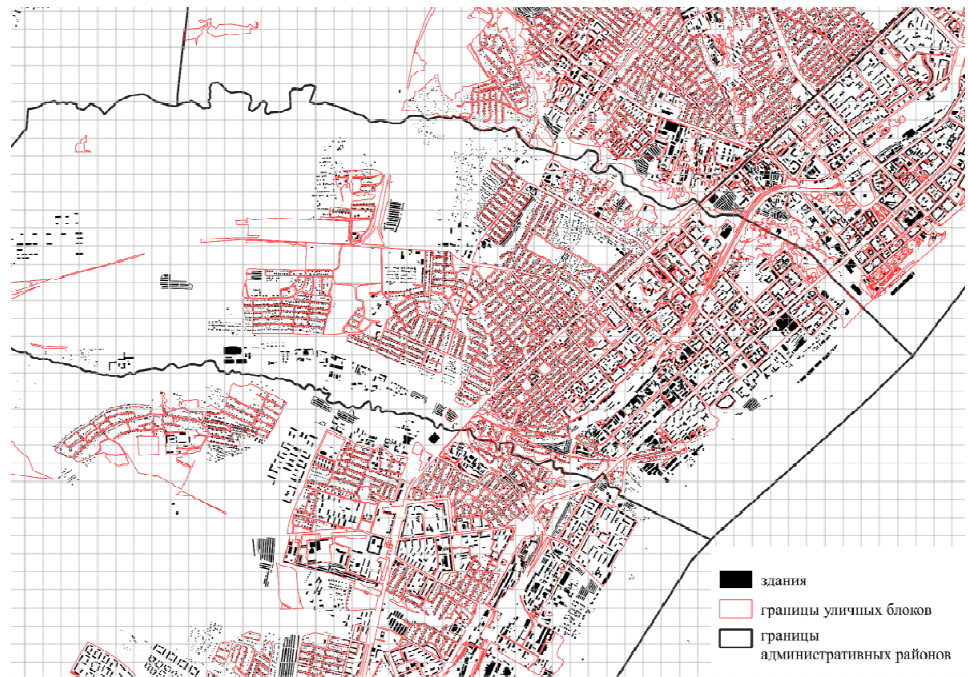 здания
границы уличных блоков
границы
административных районов